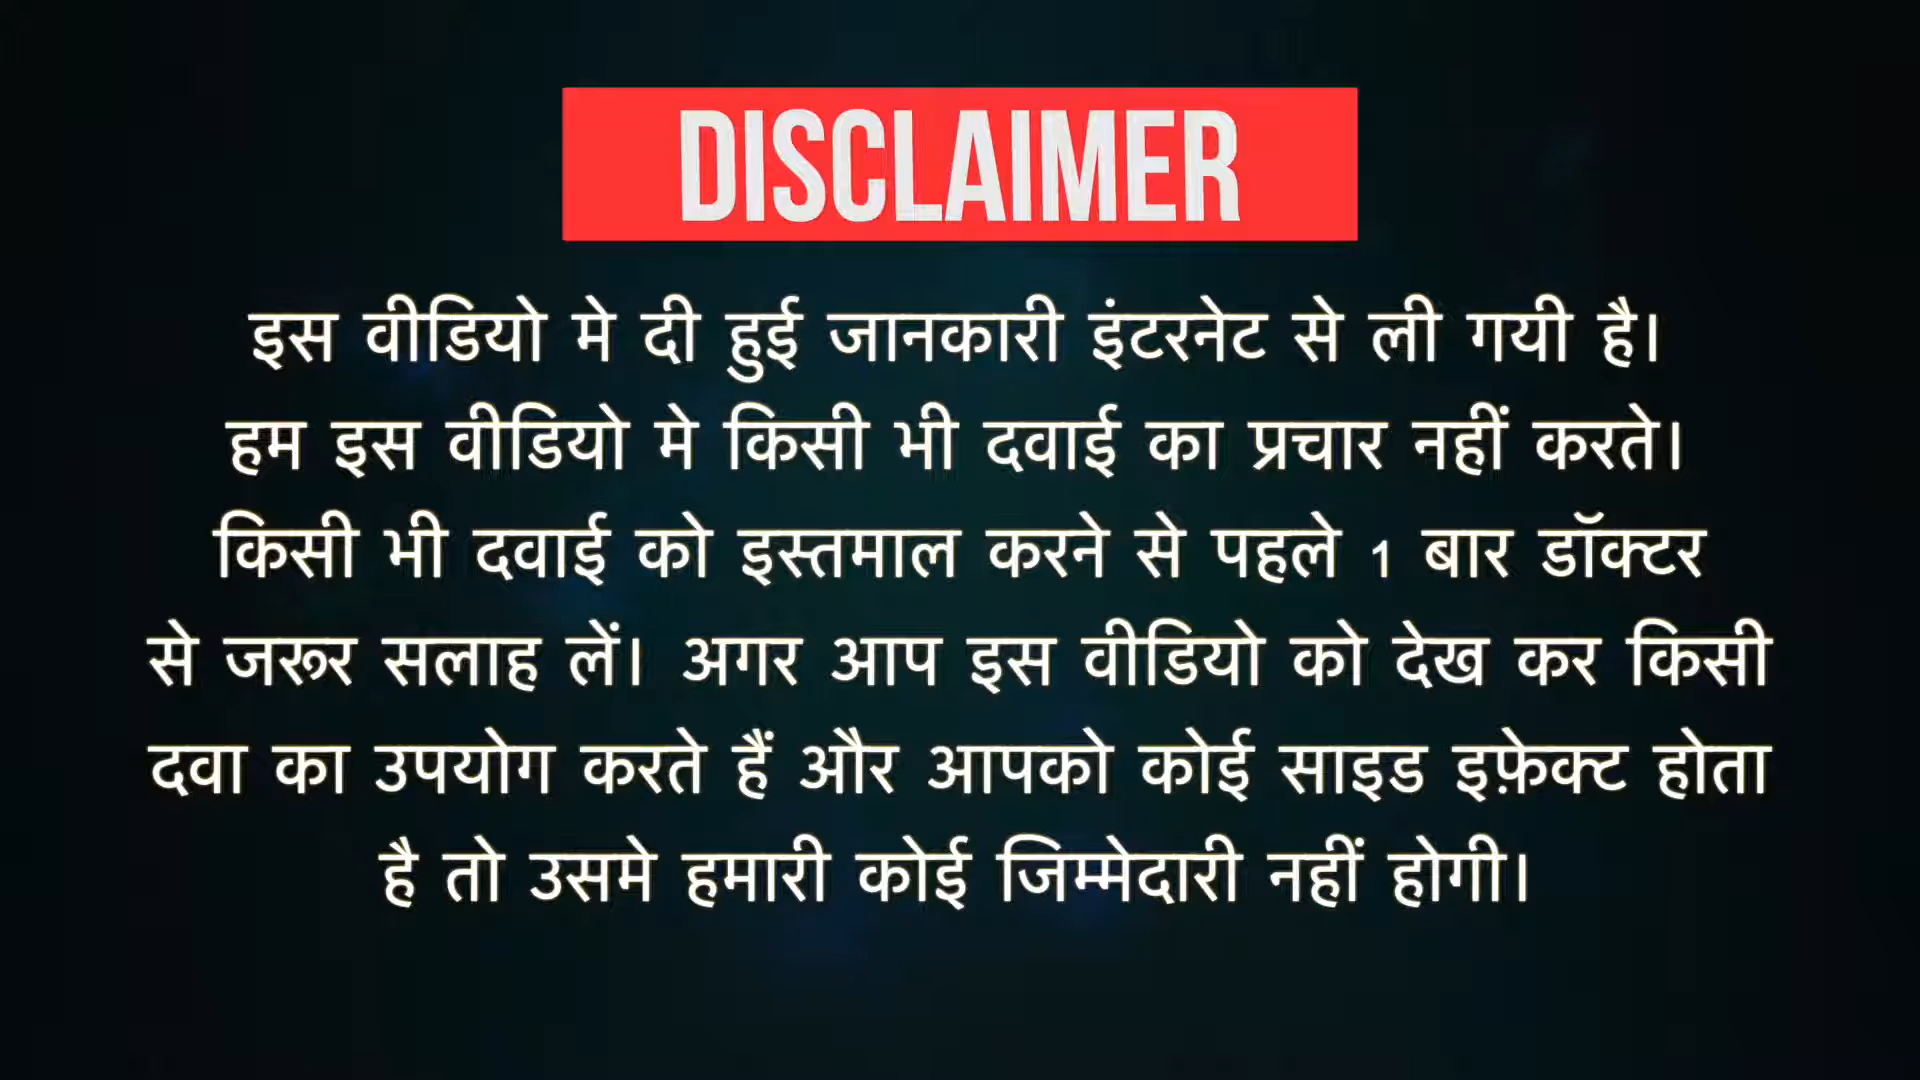 DISCLAIMER
इस वीडियो मे दी हुई जानकारी इंटरनेट से ली गयी है।
हम इस वीडियो मे किसी भी दवाई का प्रचार नहीं करते।
किसी भी दवाई को इस्तमाल करने से पहले 1 बार डॉक्टर
से जरूर सलाह लें। अगर आप इस वीडियो को देख कर किसी
दवा का उपयोग करते हैं और आपको कोई साइड इफ़ेक्ट होता
है तो उसमे हमारी कोई जिम्मेदारी नहीं होगी।